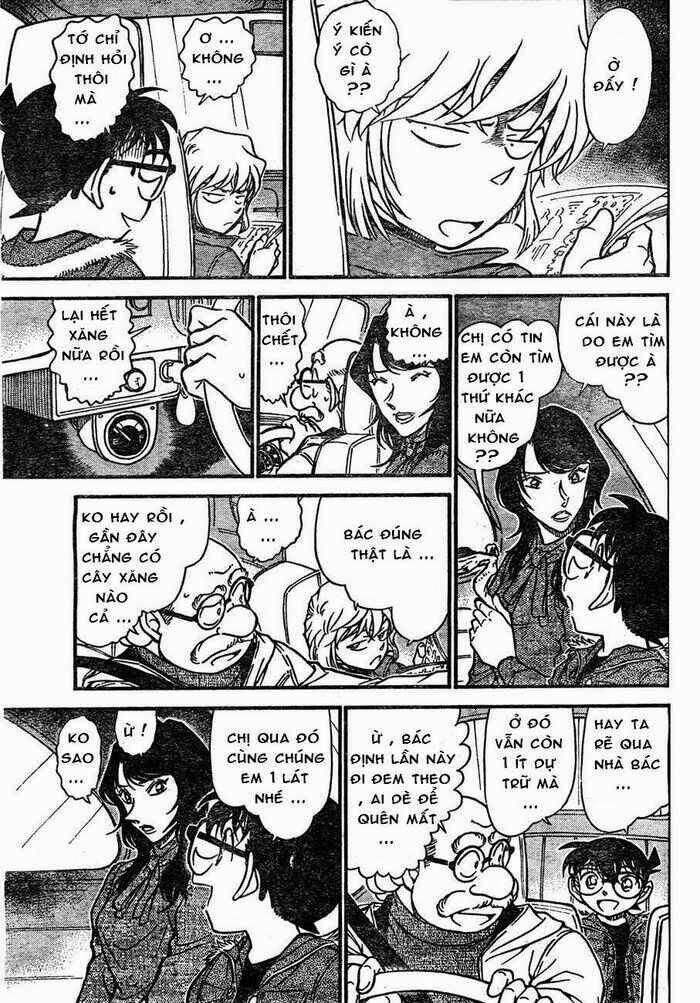 Ở
ĐẤY !
Ý KIẾN
Ý CÒ
GÌ À
??
Ơ ...
KHÔNG
...
TỚ CHỈ
ĐỊNH HỎI
THÔI
MÀ
...
CÁI NÀY LÀ
DO EM TÌM
ĐƯỢC À
??
CHỊ CÓ TIN
EM CÒN TÌM
ĐƯỢC 1
THỨ KHÁC
NỮA
KHÔNG
??
À ,
KHÔNG
...
THÔI
CHẾT
...
LẠI HẾT
XĂNG
NỮA RỒI
...
BÁC ĐÚNG
THẬT LÀ ...
À ...
...
KO HAY RỒI ,
GẦN ĐÂY
CHẲNG CÓ
CÂY XĂNG
NÀO
CẢ ...
HAY TA
RẼ QUA
NHÀ BÁC
...
Ở ĐÓ
VẪN CÒN
1 ÍT DỰ
TRỮ MÀ
...
Ừ , BÁC
ĐỊNH LẦN NÀY
ĐI ĐEM THEO
, AI DÈ ĐỂ
QUÊN MẤT
...
CHỊ QUA ĐÓ
CÙNG CHÚNG
EM 1 LÁT
NHÉ ...
Ừ !
KO
SAO
...